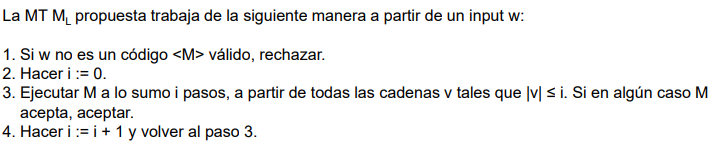 La MT M_L propuesta trabaja de la siguiente manera a partir de un input w:
1. Si w no es un código <M> válido, rechazar.
2. Hacer i := 0.
3. Ejecutar M a lo sumo i pasos, a partir de todas las cadenas v tales que |v| ≤ i. Si en algún caso M
acepta, aceptar.
4. Hacer i := i + 1 y volver al paso 3.